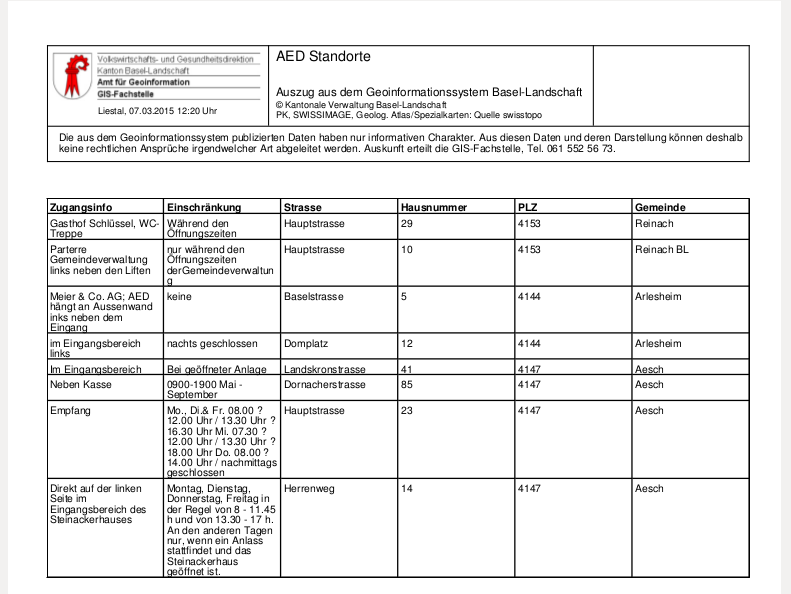 Volkswirtschafts- und Gesundheitsdirektion
Kanton Basel-Landschaft
Amt für Geoinformation
GIS-Fachstelle
Liestal, 07.03.2015 12:20 Uhr
AED Standorte
Auszug aus dem Geoinformationssystem Basel-Landschaft
© Kantonale Verwaltung Basel-Landschaft
PK, SWISSIMAGE, Geolog. Atlas/Spezialkarten: Quelle swisstopo
Die aus dem Geoinformationssystem publizierten Daten haben nur informativen Charakter. Aus diesen Daten und deren Darstellung können deshalb
keine rechtlichen Ansprüche irgendwelcher Art abgeleitet werden. Auskunft erteilt die GIS-Fachstelle, Tel. 061 552 56 73.
Zugangsinfo Einschränkung Strasse Hausnummer PLZ Gemeinde
Gasthof Schlüssel, WC-
Treppe
Während den
Öffnungszeiten
Hauptstrasse
29
4153
Reinach
Parterre
Gemeindeverwaltung
links neben den Liften
nur während den
Öffnungszeiten
derGemeindeverwaltun
g
Hauptstrasse
10
4153
Reinach BL
Meier & Co. AG; AED
hängt an Aussenwand
inks neben dem
Eingang
keine
Baselstrasse
5
4144
Arlesheim
im Eingangsbereich
links
nachts geschlossen
Domplatz
12
4144
Arlesheim
Im Eingangsbereich
Bei geöffneter Anlage
Landskronstrasse
41
4147
Aesch
Neben Kasse
0900-1900 Mai -
September
Dornacherstrasse
85
4147
Aesch
Empfang
Mo., Di.& Fr. 08.00 ?
12.00 Uhr / 13.30 Uhr ?
16.30 Uhr Mi. 07.30 ?
12.00 Uhr / 13.30 Uhr ?
18.00 Uhr Do. 08.00 ?
14.00 Uhr / nachmittags
geschlossen
Hauptstrasse
23
4147
Aesch
Direkt auf der linken
Seite im
Eingangsbereich des
Steinackerhauses
Montag, Dienstag,
Donnerstag, Freitag in
der Regel von 8 - 11.45
h und von 13.30 - 17 h.
An den anderen Tagen
nur, wenn ein Anlass
stattfindet und das
Steinackerhaus
geöffnet ist.
Herrenweg
14
4147
Aesch